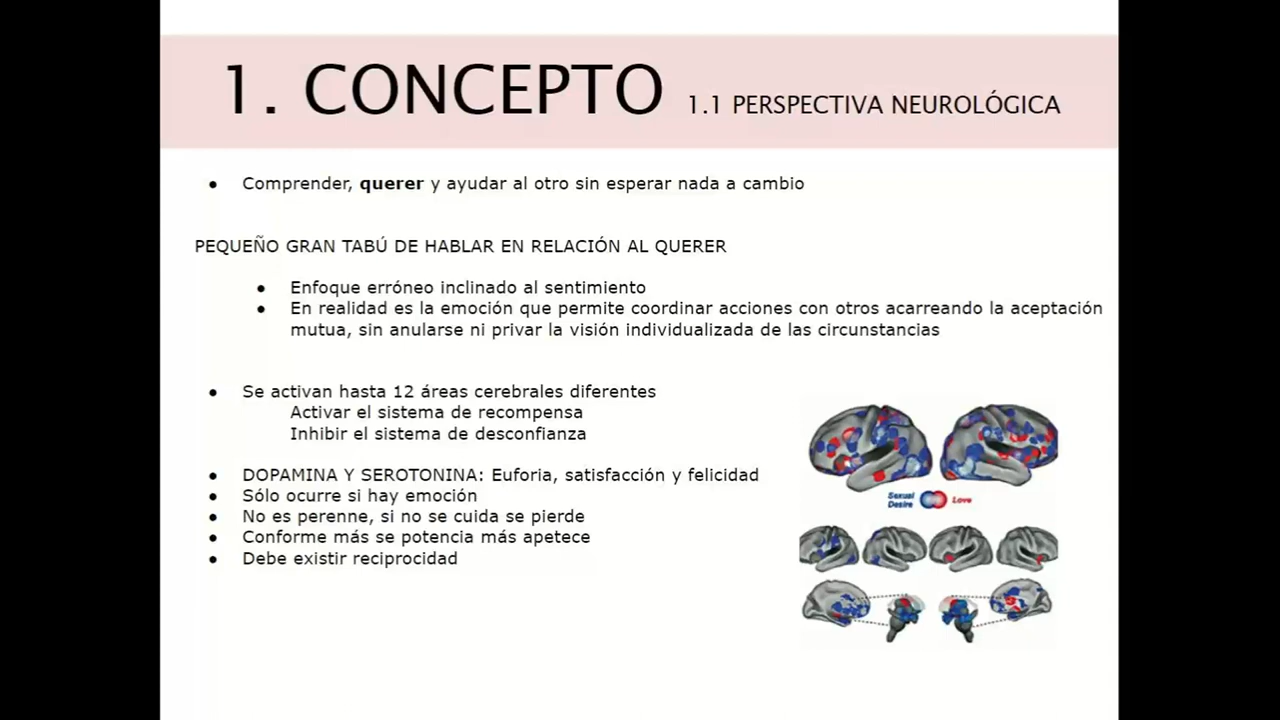 1. CONCEPTO 1.1 PERSPECTIVA NEUROLÓGICA
● Comprender, querer y ayudar al otro sin esperar nada a cambio
PEQUEÑO GRAN TABÚ DE HABLAR EN RELACIÓN AL QUERER
● Enfoque erróneo inclinado al sentimiento
● En realidad es la emoción que permite coordinar acciones con otros acarreando la aceptación
mutua, sin anularse ni privar la visión individualizada de las circunstancias
● Se activan hasta 12 áreas cerebrales diferentes
Activar el sistema de recompensa
Inhibir el sistema de desconfianza
● DOPAMINA Y SEROTONINA: Euforia, satisfacción y felicidad
● Sólo ocurre si hay emoción
● No es perenne, si no se cuida se pierde
● Conforme más se potencia más apetece
● Debe existir reciprocidad
Sexual
Desire
Love